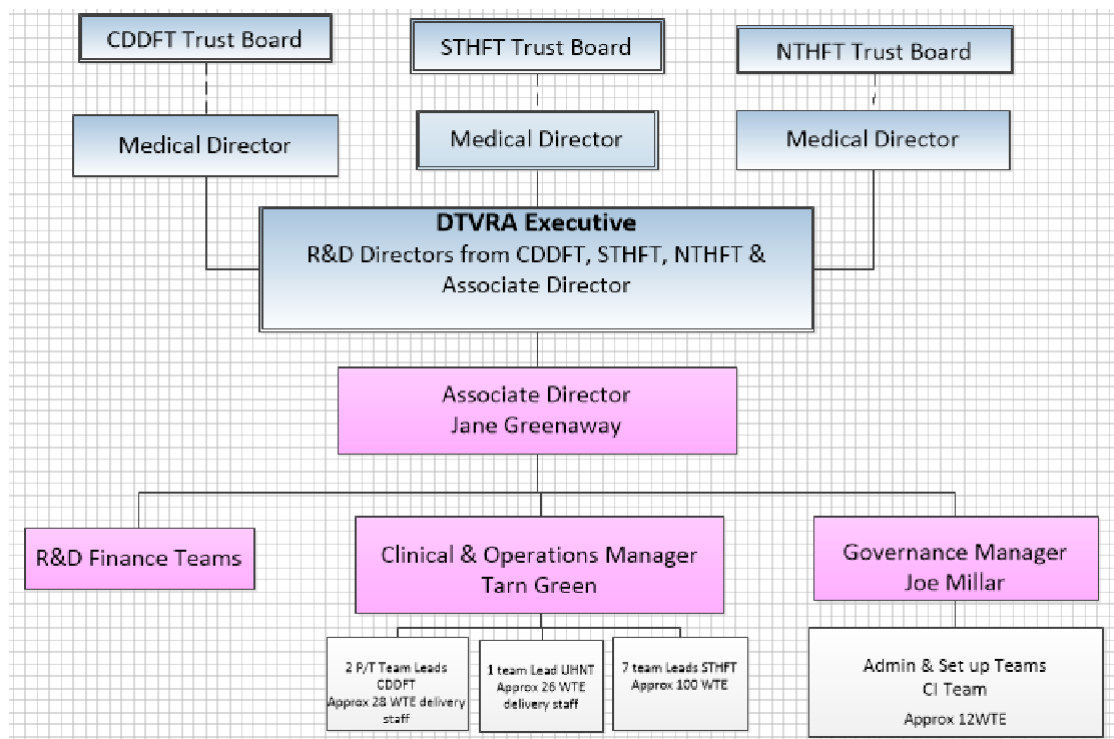 CDDFT Trust Board
STHFT Trust Board
NTHFT Trust Board
Medical Director
Medical Director
Medical Director
DTVRA Executive
R&D Directors from CDDFT, STHFT, NTHFT &
Associate Director
Associate Director
Jane Greenaway
R&D Finance Teams
Clinical & Operations Manager
Tarn Green
Governance Manager
Joe Millar
2 P/T Team Leads
CDDFT
Approx 28 WTE delivery
staff
1 team Lead UHNT
Approx 26 WTE
delivery staff
7 team Leads STHFT
Approx 100 WTE
Admin & Set up Teams
CI Team
Approx 12WTE